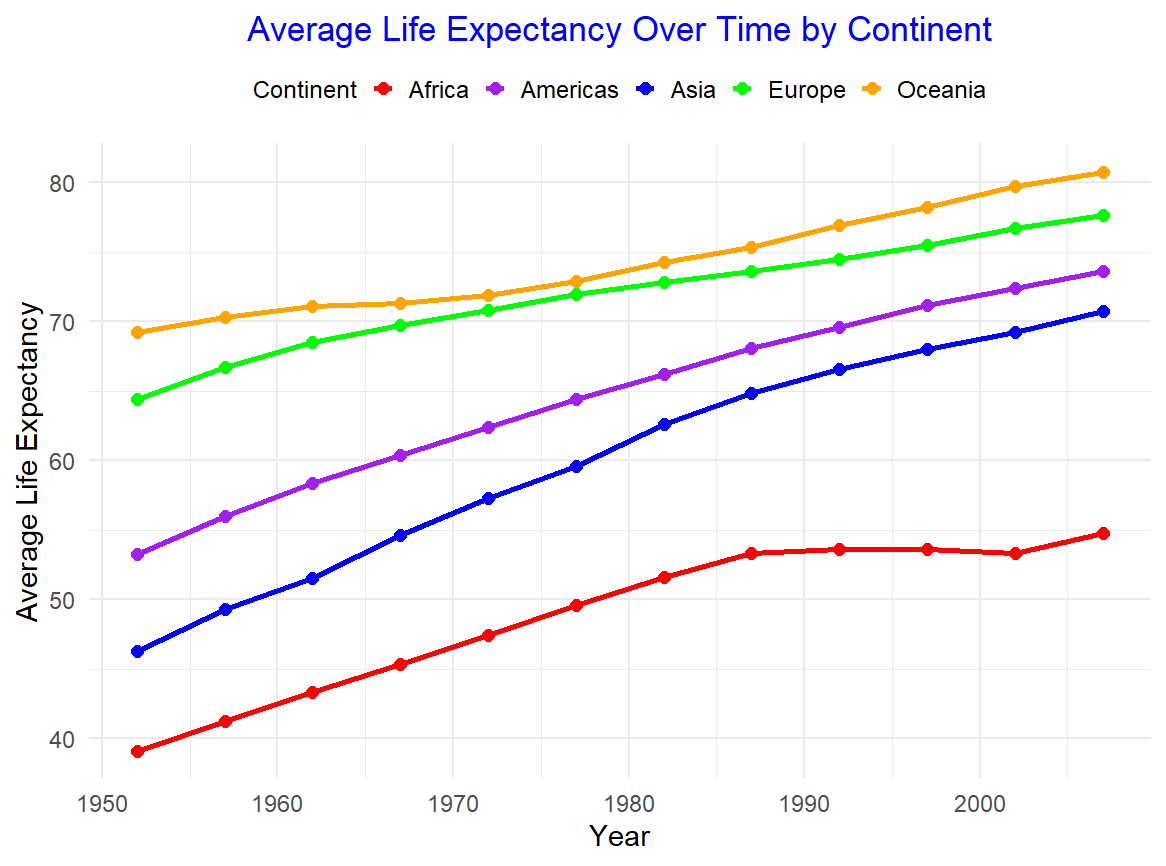 Average Life Expectancy Over Time by Continent
Continent Africa Americas Asia Europe Oceania
80
70
60
50
40
Average Life Expectancy
1950 1960 1970 1980 1990 2000
Year